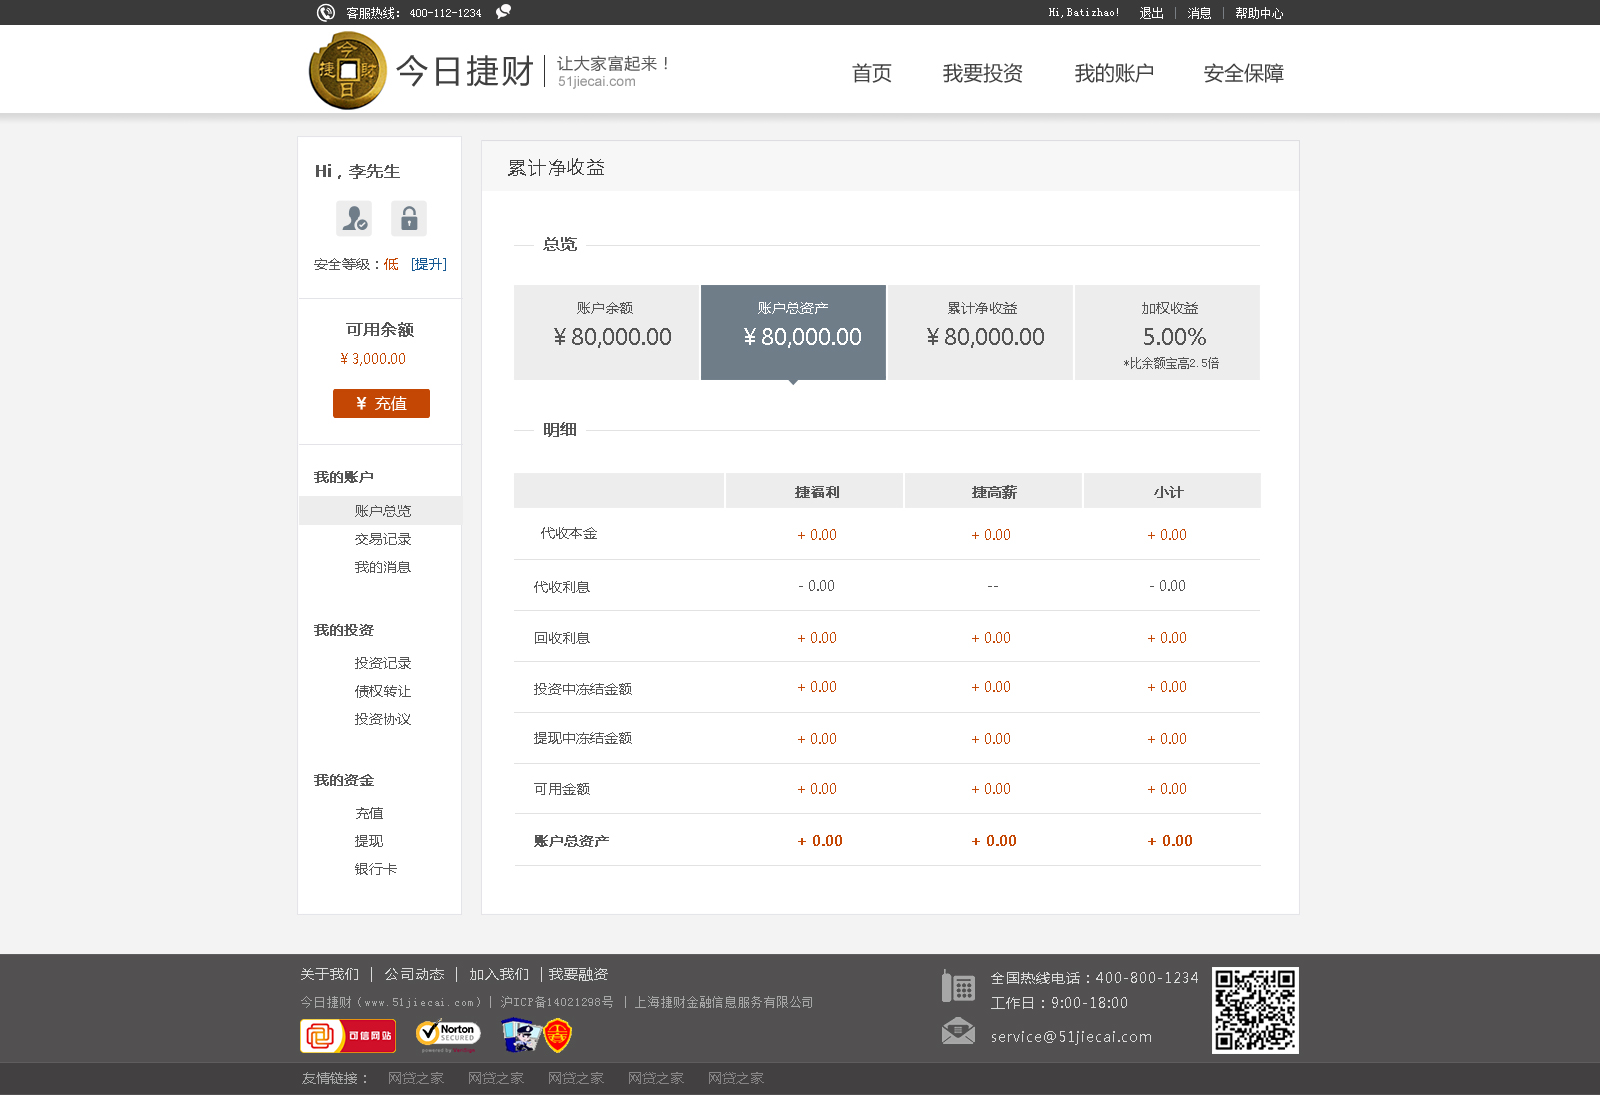 客服热线： 400-112-1234
Hi,Batizhao! 退出 | 消息 | 帮助中心
今 捷 財 日
今日捷财 | 让大家富起来！
51jiecai.com
首页 我要投资 我的账户 安全保障
Hi，李先生
安全等级：低 [提升]
可用余额
¥ 3,000.00
¥ 充值
我的账户
账户总览
交易记录
我的消息
我的投资
投资记录
债权转让
投资协议
我的资金
充值
提现
银行卡
累计净收益
总览
账户余额 账户总资产 累计净收益 加权收益
¥ 80,000.00 ¥ 80,000.00 ¥ 80,000.00 5.00%
*比余额宝高2.5倍
明细
捷福利 捷高薪 小计
代收本金 + 0.00 + 0.00 + 0.00
代收利息 - 0.00 -- - 0.00
回收利息 + 0.00 + 0.00 + 0.00
投资中冻结金额 + 0.00 + 0.00 + 0.00
提现中冻结金额 + 0.00 + 0.00 + 0.00
可用金额 + 0.00 + 0.00 + 0.00
账户总资产 + 0.00 + 0.00 + 0.00
关于我们 | 公司动态 | 加入我们 | 我要融资
今日捷财（www.51jiecai.com）| 沪ICP备14021298号 | 上海捷财金融信息服务有限公司
可信网站
Norton
SECURED
powered by VeriSign
全国热线电话：400-800-1234
工作日：9:00-18:00
service@51jiecai.com
友情链接： 网贷之家 网贷之家 网贷之家 网贷之家 网贷之家